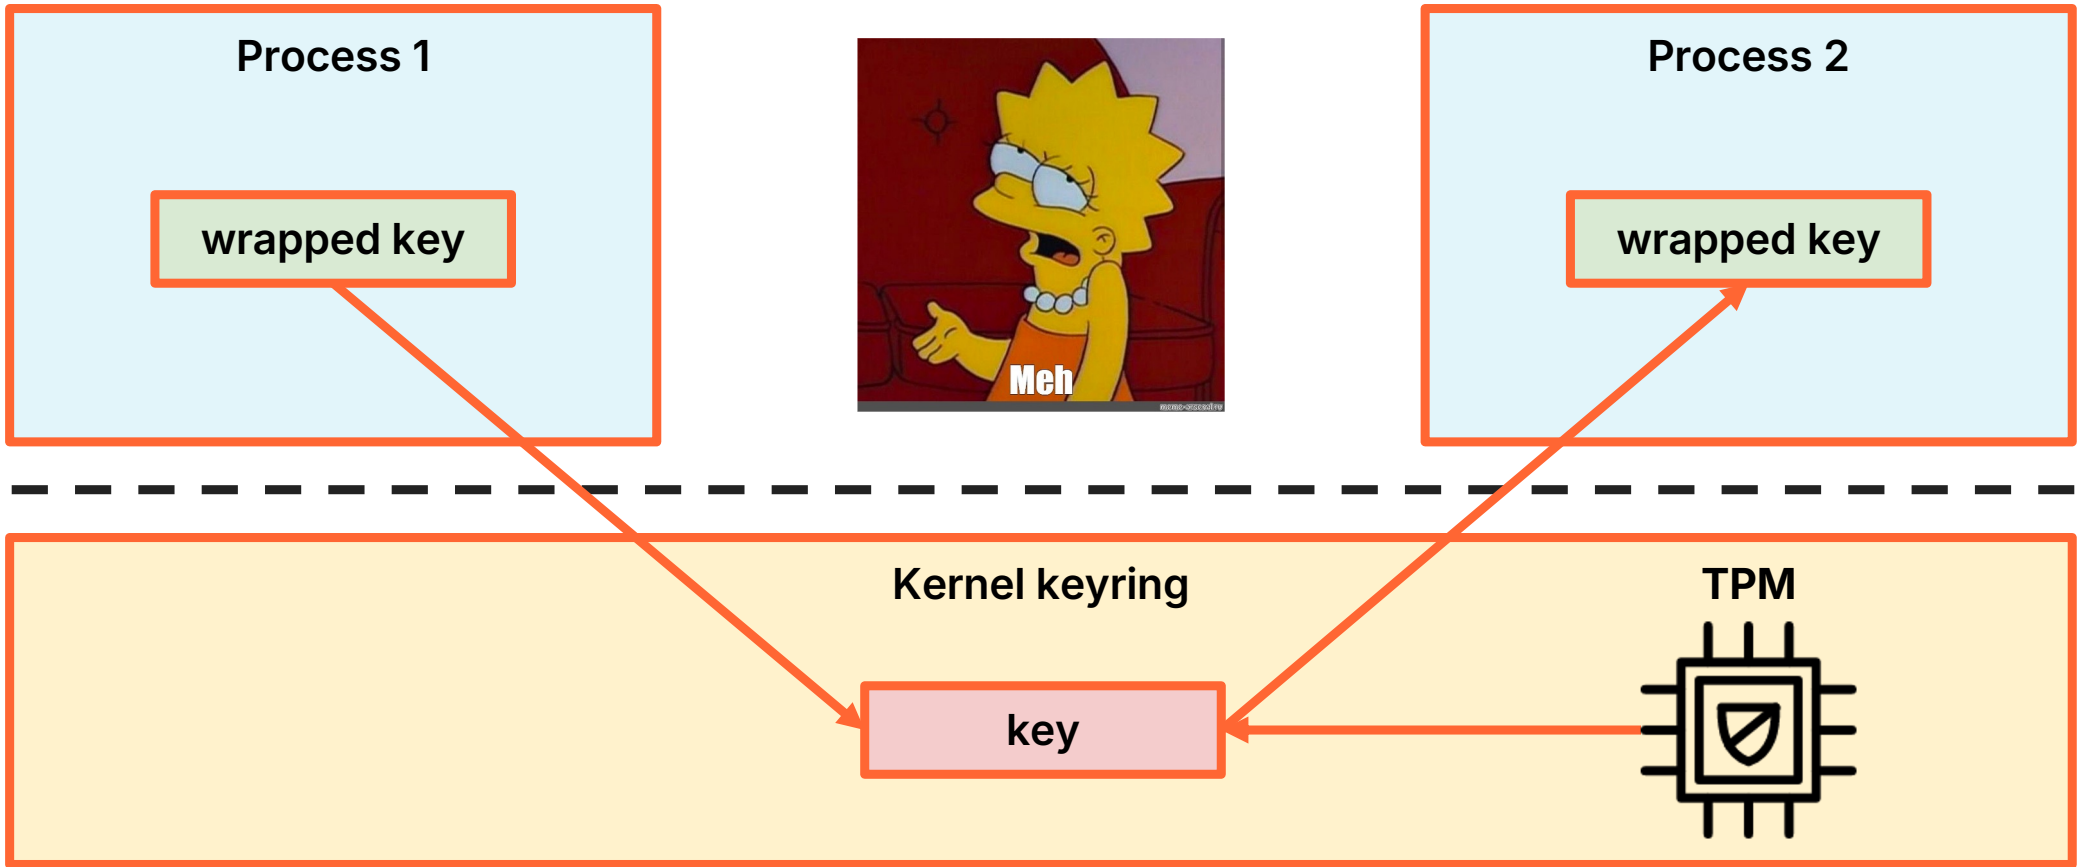 Process 1
Process 2
wrapped key
wrapped key
Meh
Kernel keyring
TPM
key